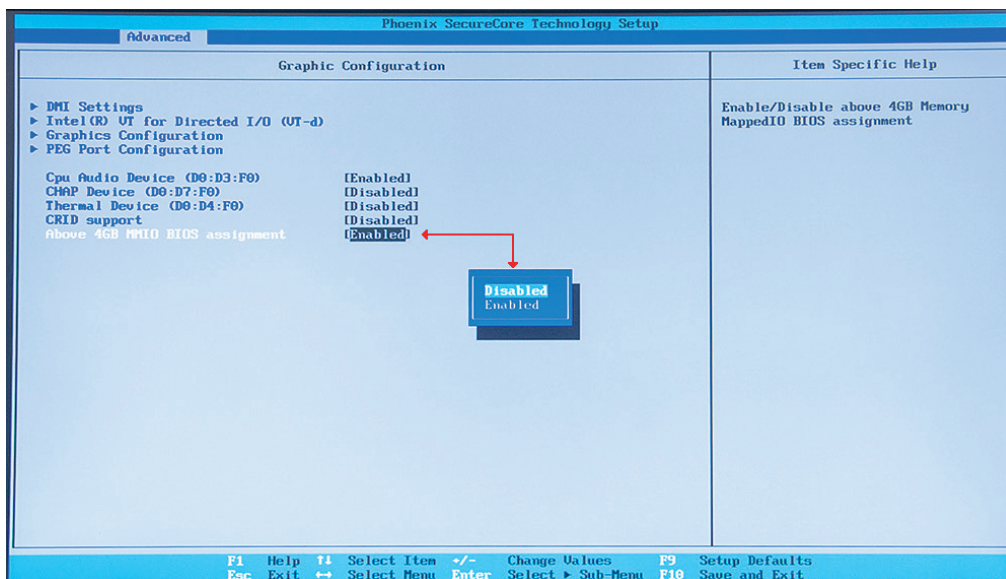 Phoenix SecureCore Technology Setup
Advanced
Graphic Configuration
Item Specific Help
► DMI Settings
► Intel(R) VT for Directed I/O (VT-d)
► Graphics Configuration
► PEG Port Configuration
Enable/Disable above 4GB Memory
MappedIO BIOS assignment
Cpu Audio Device (D0:D3:F0) [Enabled]
CHAP Device (D0:D7:F0) [Disabled]
Thermal Device (D0:D4:F0) [Disabled]
CRID support [Disabled]
Above 4GB MMIO BIOS assignment [Enabled]
Disabled
Enabled
F1 Help ↑↓ Select Item +/- Change Values F9 Setup Defaults
Esc Exit ↔ Select Menu Enter Select ► Sub-Menu F10 Save and Exit